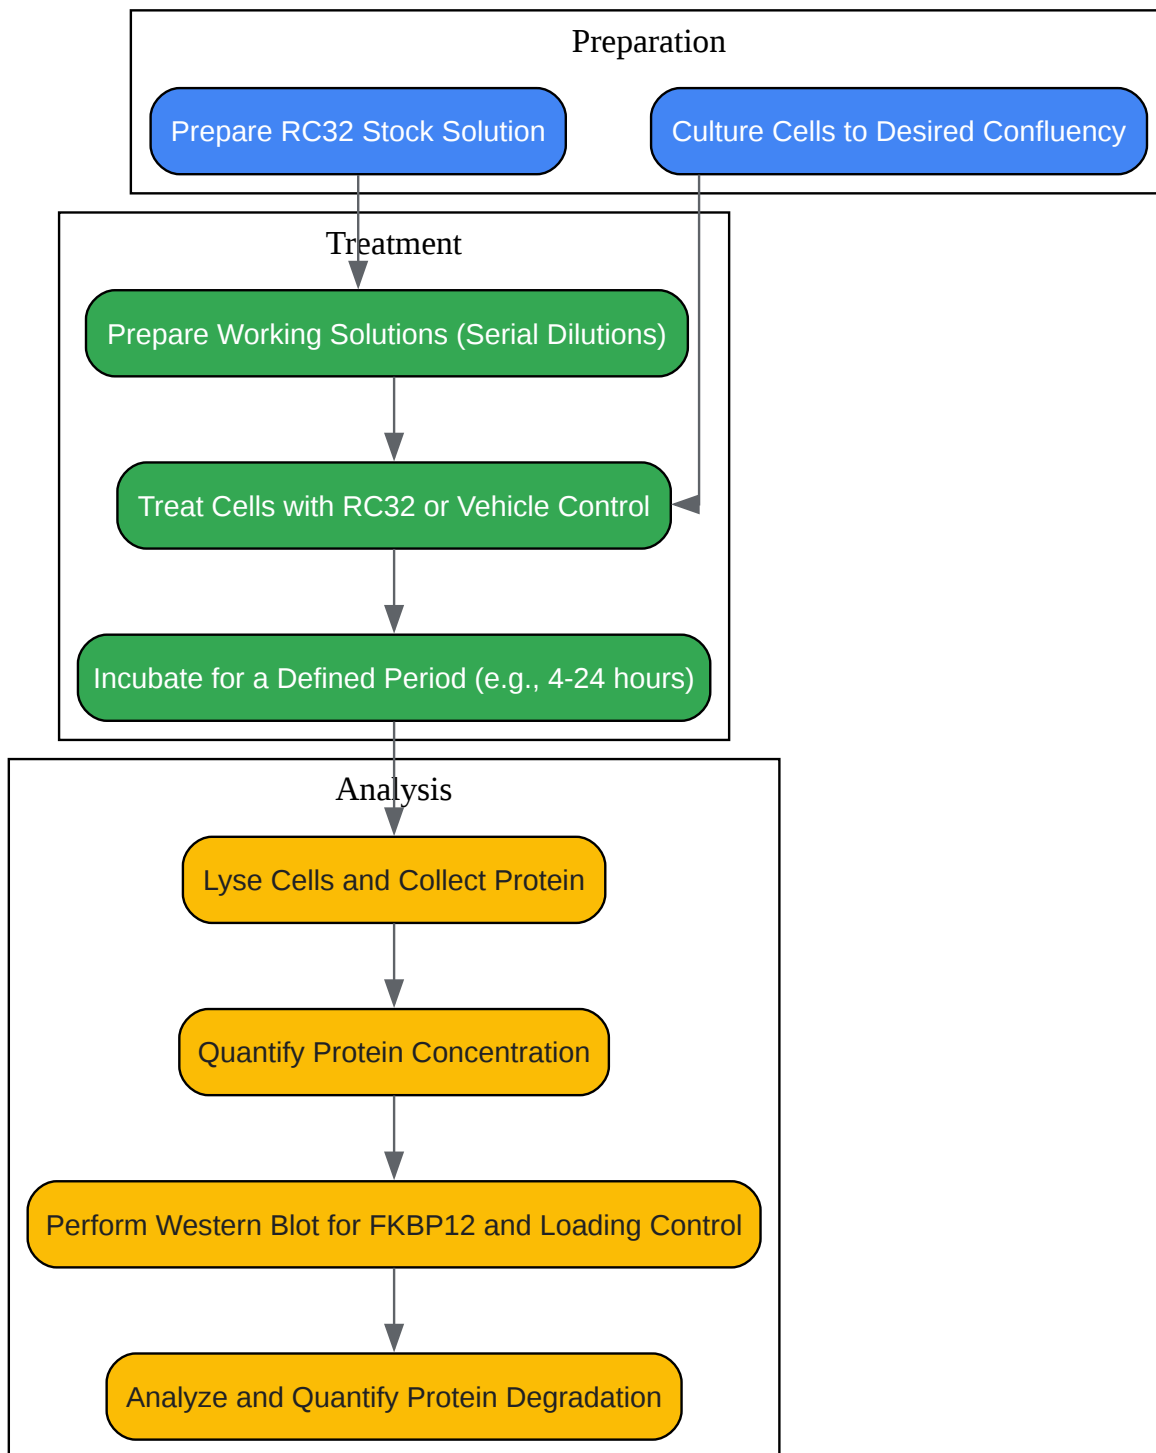 Preparation
Prepare RC32 Stock Solution
Culture Cells to Desired Confluency
Treatment
Prepare Working Solutions (Serial Dilutions)
Treat Cells with RC32 or Vehicle Control
Incubate for a Defined Period (e.g., 4-24 hours)
Analysis
Lyse Cells and Collect Protein
Quantify Protein Concentration
Perform Western Blot for FKBP12 and Loading Control
Analyze and Quantify Protein Degradation